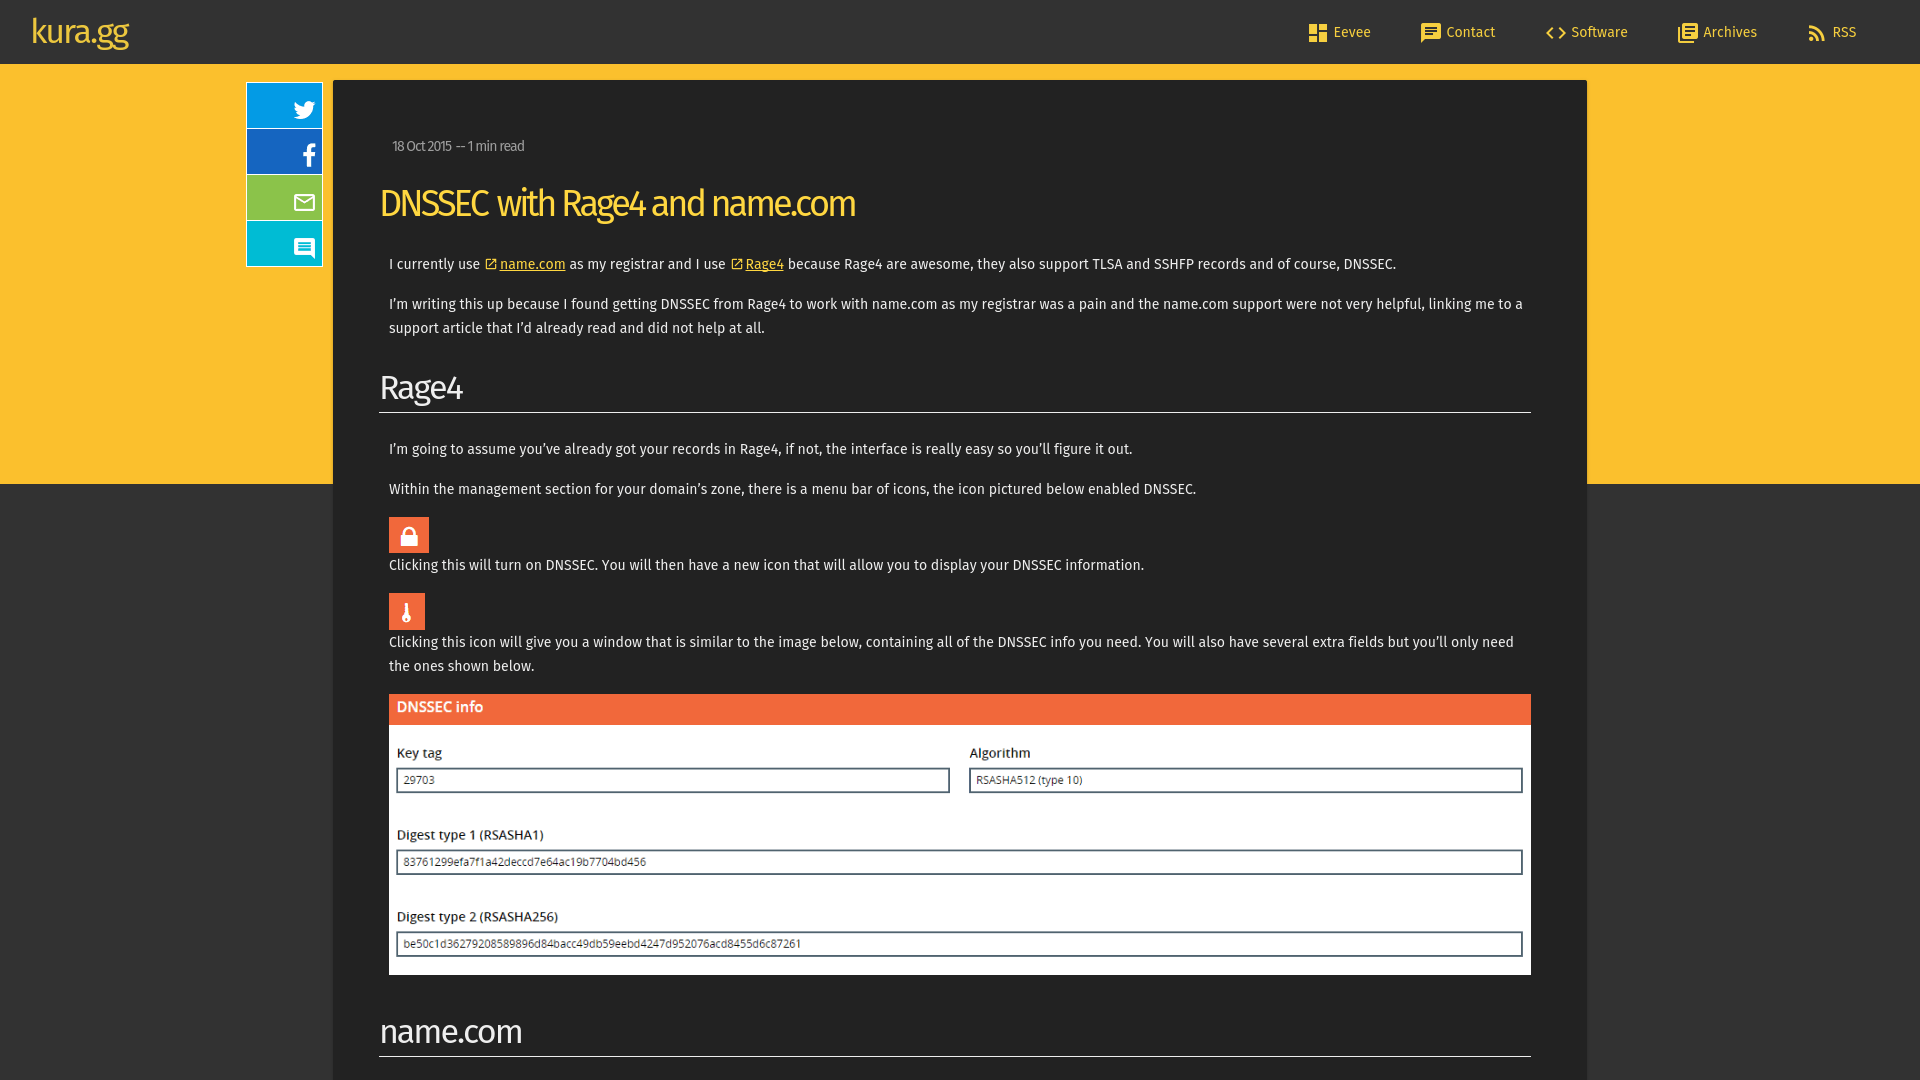 kura.gg
Eevee
Contact
Software
Archives
RSS
18 Oct 2015 -- 1 min read
DNSSEC with Rage4 and name.com
I currently use name.com as my registrar and I use Rage4 because Rage4 are awesome, they also support TLSA and SSHFP records and of course, DNSSEC.
I’m writing this up because I found getting DNSSEC from Rage4 to work with name.com as my registrar was a pain and the name.com support were not very helpful, linking me to a
support article that I’d already read and did not help at all.
Rage4
I’m going to assume you’ve already got your records in Rage4, if not, the interface is really easy so you’ll figure it out.
Within the management section for your domain’s zone, there is a menu bar of icons, the icon pictured below enabled DNSSEC.
Clicking this will turn on DNSSEC. You will then have a new icon that will allow you to display your DNSSEC information.
Clicking this icon will give you a window that is similar to the image below, containing all of the DNSSEC info you need. You will also have several extra fields but you’ll only need
the ones shown below.
DNSSEC info
Key tag
Algorithm
29703
RSASHA512 (type 10)
Digest type 1 (RSASHA1)
83761299efa7f1a42deccd7e64ac19b7704bd456
Digest type 2 (RSASHA256)
be50c1d36279208589896d84bacc49db59eebd4247d952076acd8455d6c87261
name.com